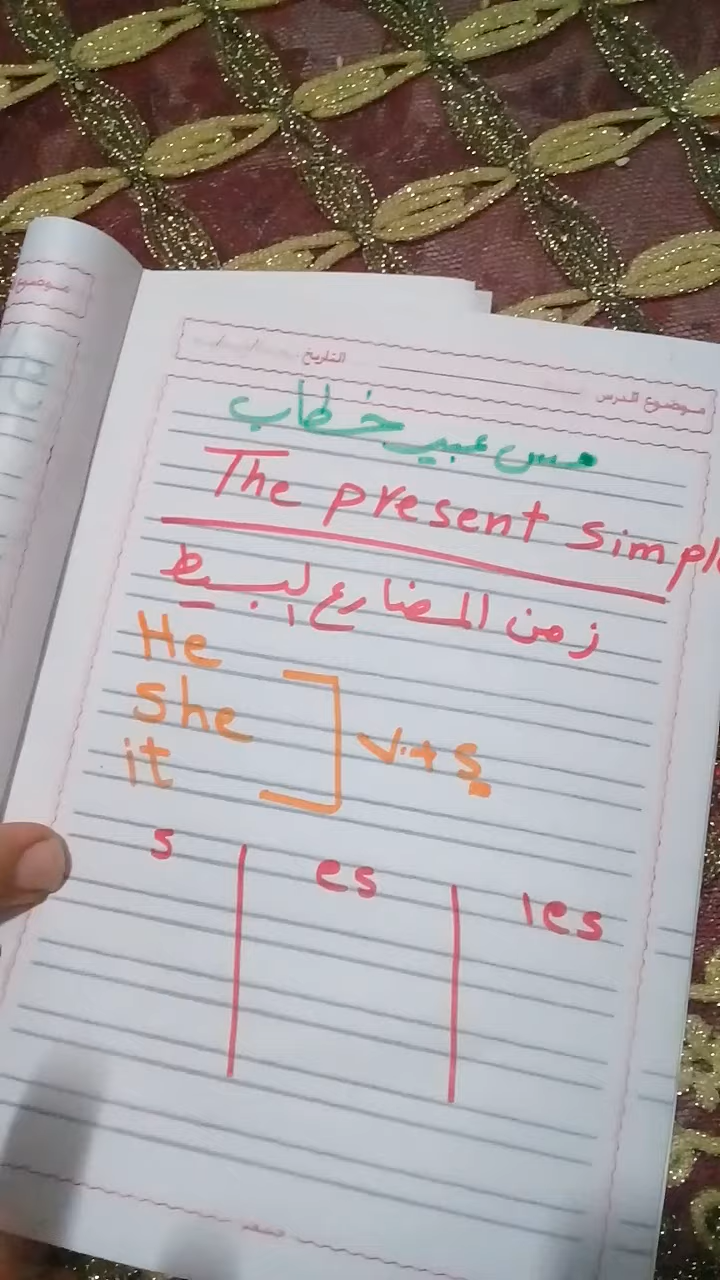 موضوع الدرس التاريخ
مس عبير خطاب
The present simple
زمن المضارع البسيط
He
she
it
v.+ s
s es ies